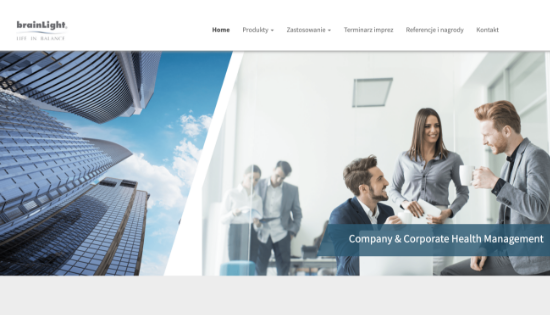 brainLight.
LIFE IN BALANCE
Home Produkty Zastosowanie Terminarz imprez Referencje i nagrody Kontakt
Company & Corporate Health Management